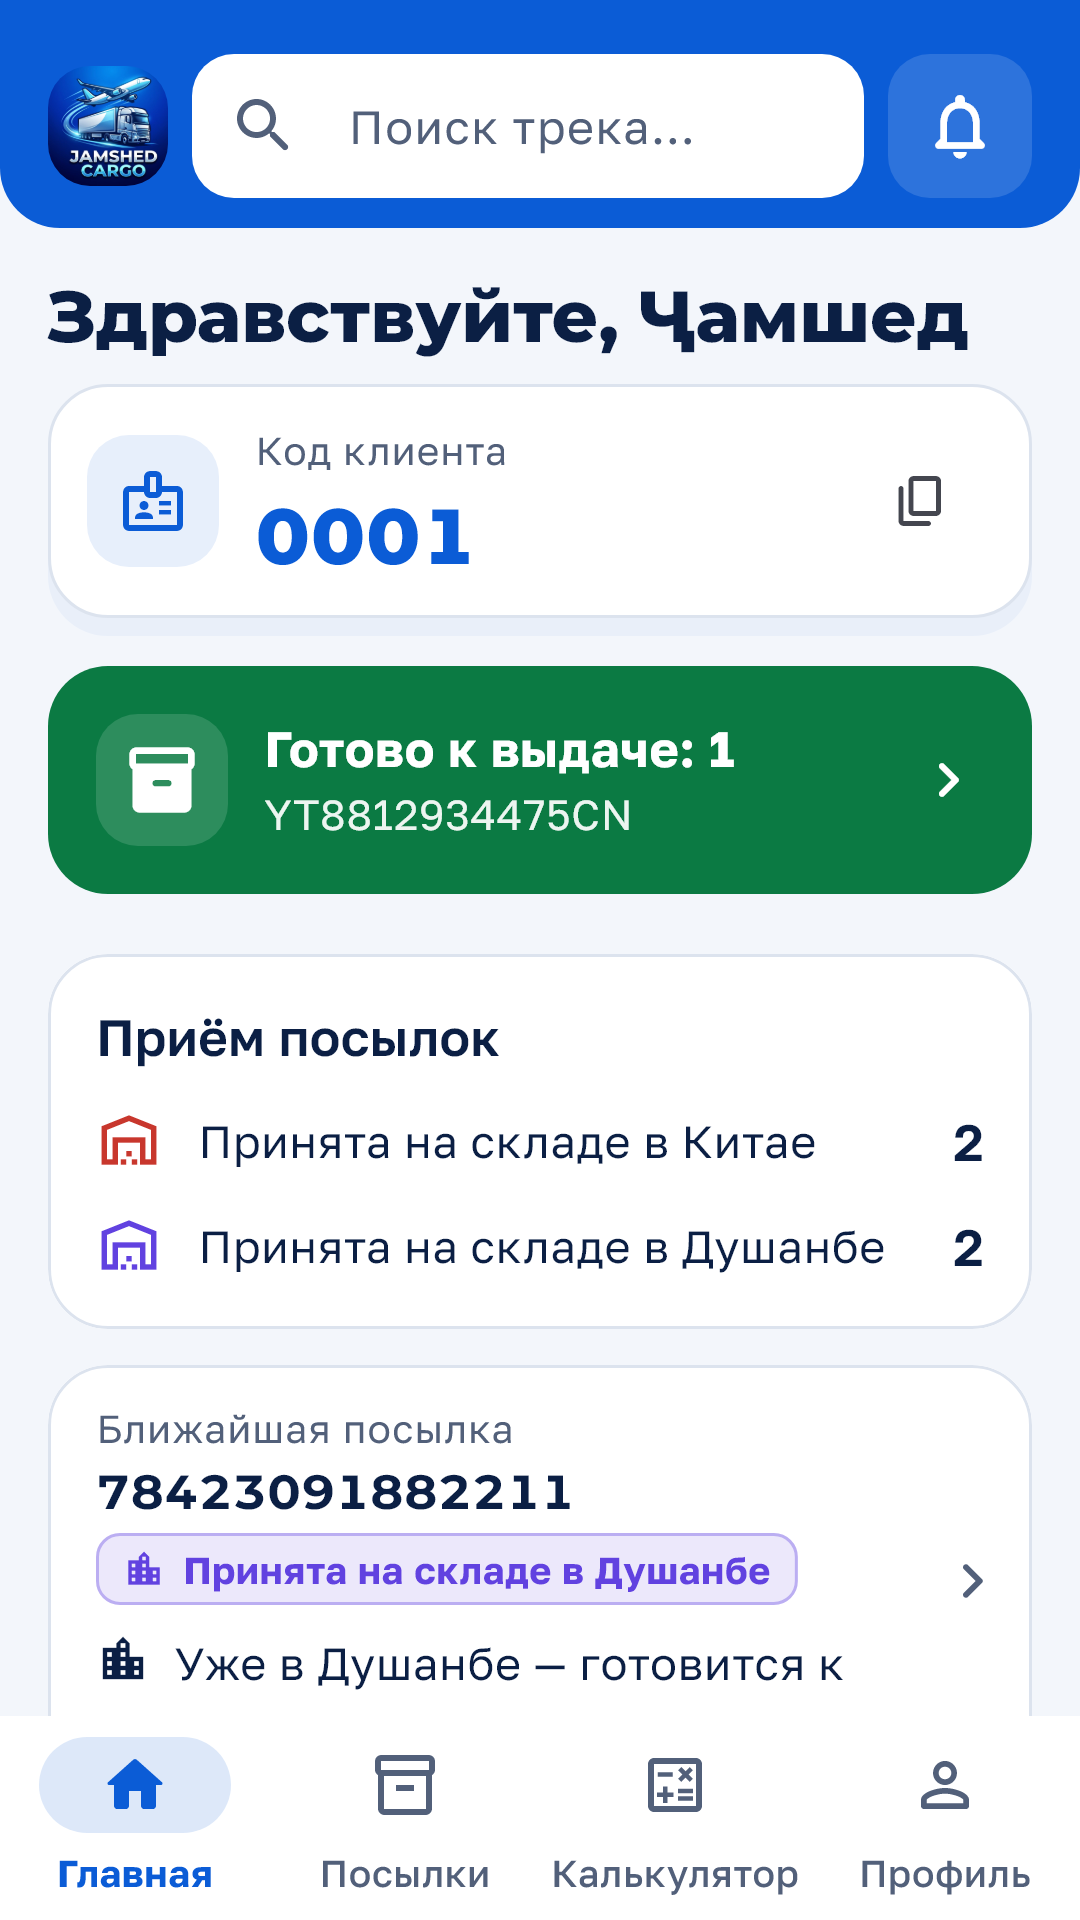 JAMSHED
CARGO
Поиск трека...
Здравствуйте, Ҷамшед
Код клиента
0001
Готово к выдаче: 1
YT8812934475CN
Приём посылок
Принята на складе в Китае 2
Принята на складе в Душанбе 2
Ближайшая посылка
78423091882211
Принята на складе в Душанбе
Уже в Душанбе — готовится к
Главная Посылки Калькулятор Профиль